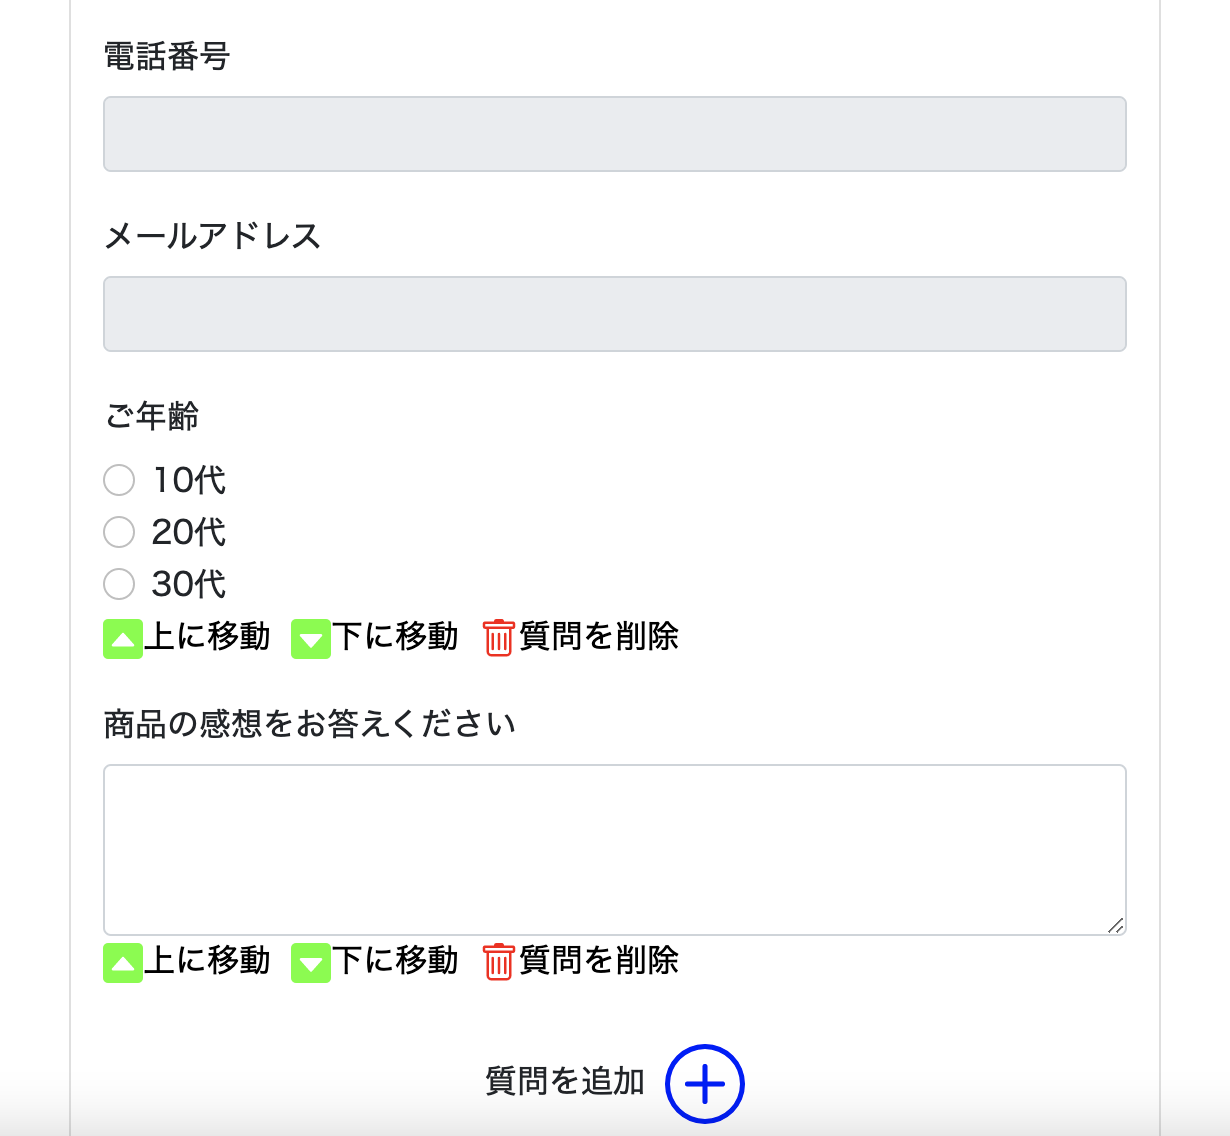 電話番号
メールアドレス
ご年齢
10代
20代
30代
上に移動 下に移動 質問を削除
商品の感想をお答えください
上に移動 下に移動 質問を削除
質問を追加